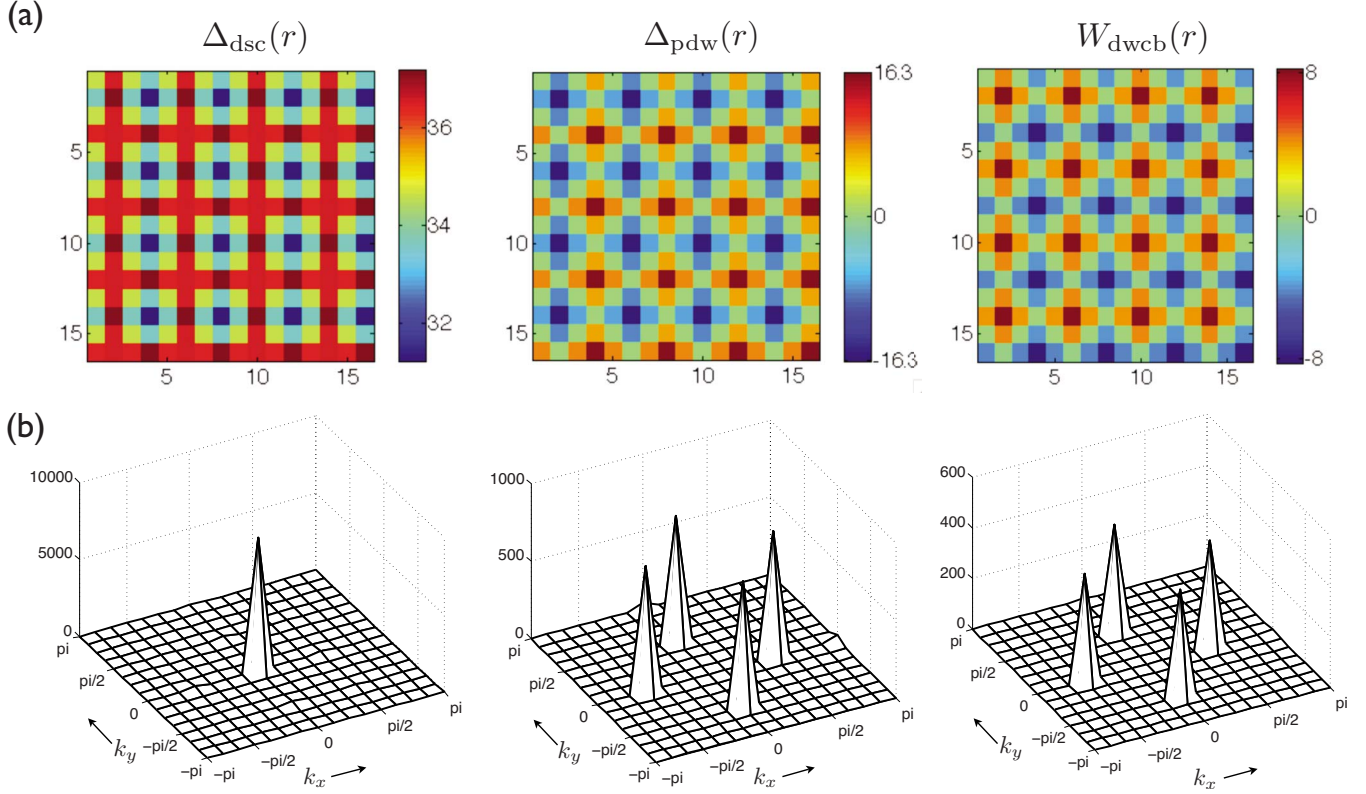 (a)
Δdsc(r)
Δpdw(r)
Wdwcb(r)
36
34
32
5
10
15
5
10
15
16.3
0
-16.3
5
10
15
5
10
15
8
0
-8
5
10
15
5
10
15
(b)
10000
5000
0
pi
pi/2
0
−pi/2
−pi
ky
−pi
−pi/2
0
pi/2
pi
kx
1000
500
0
pi
pi/2
0
−pi/2
−pi
ky
−pi
−pi/2
0
pi/2
pi
kx
600
400
200
0
pi
pi/2
0
−pi/2
−pi
ky
−pi
−pi/2
0
pi/2
pi
kx